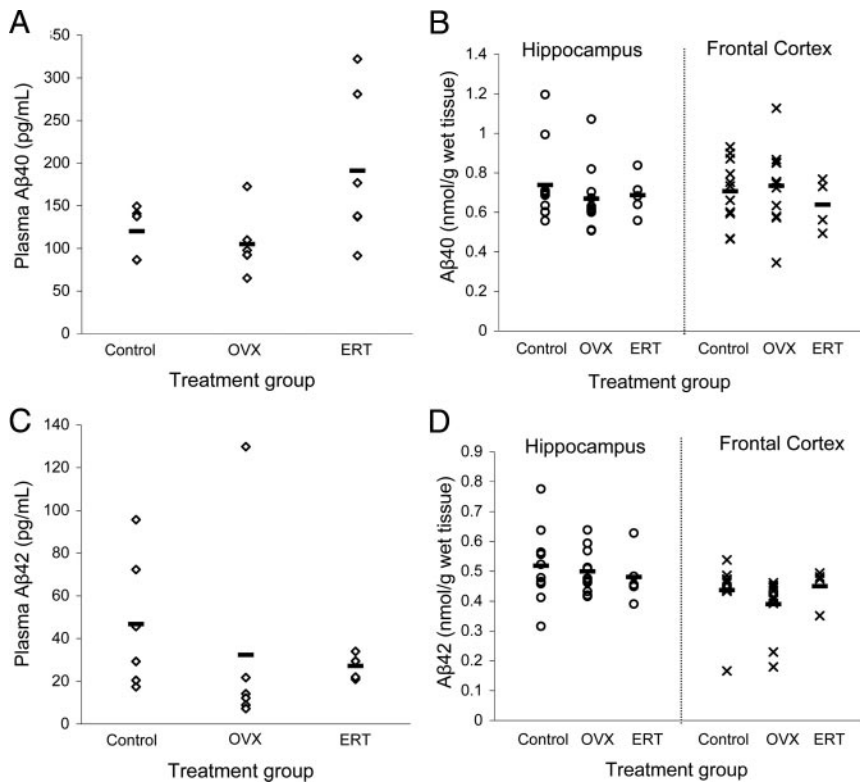 A
Plasma Aβ40 (pg/mL)
350
300
250
200
150
100
50
0
Control OVX ERT
Treatment group
B
Hippocampus Frontal Cortex
Aβ40 (nmol/g wet tissue)
1.4
1.2
1
0.8
0.6
0.4
0.2
0
Control OVX ERT Control OVX ERT
Treatment group
C
Plasma Aβ42 (pg/mL)
140
120
100
80
60
40
20
0
Control OVX ERT
Treatment group
D
Hippocampus Frontal Cortex
Aβ42 (nmol/g wet tissue)
0.9
0.8
0.7
0.6
0.5
0.4
0.3
0.2
0.1
0
Control OVX ERT Control OVX ERT
Treatment group